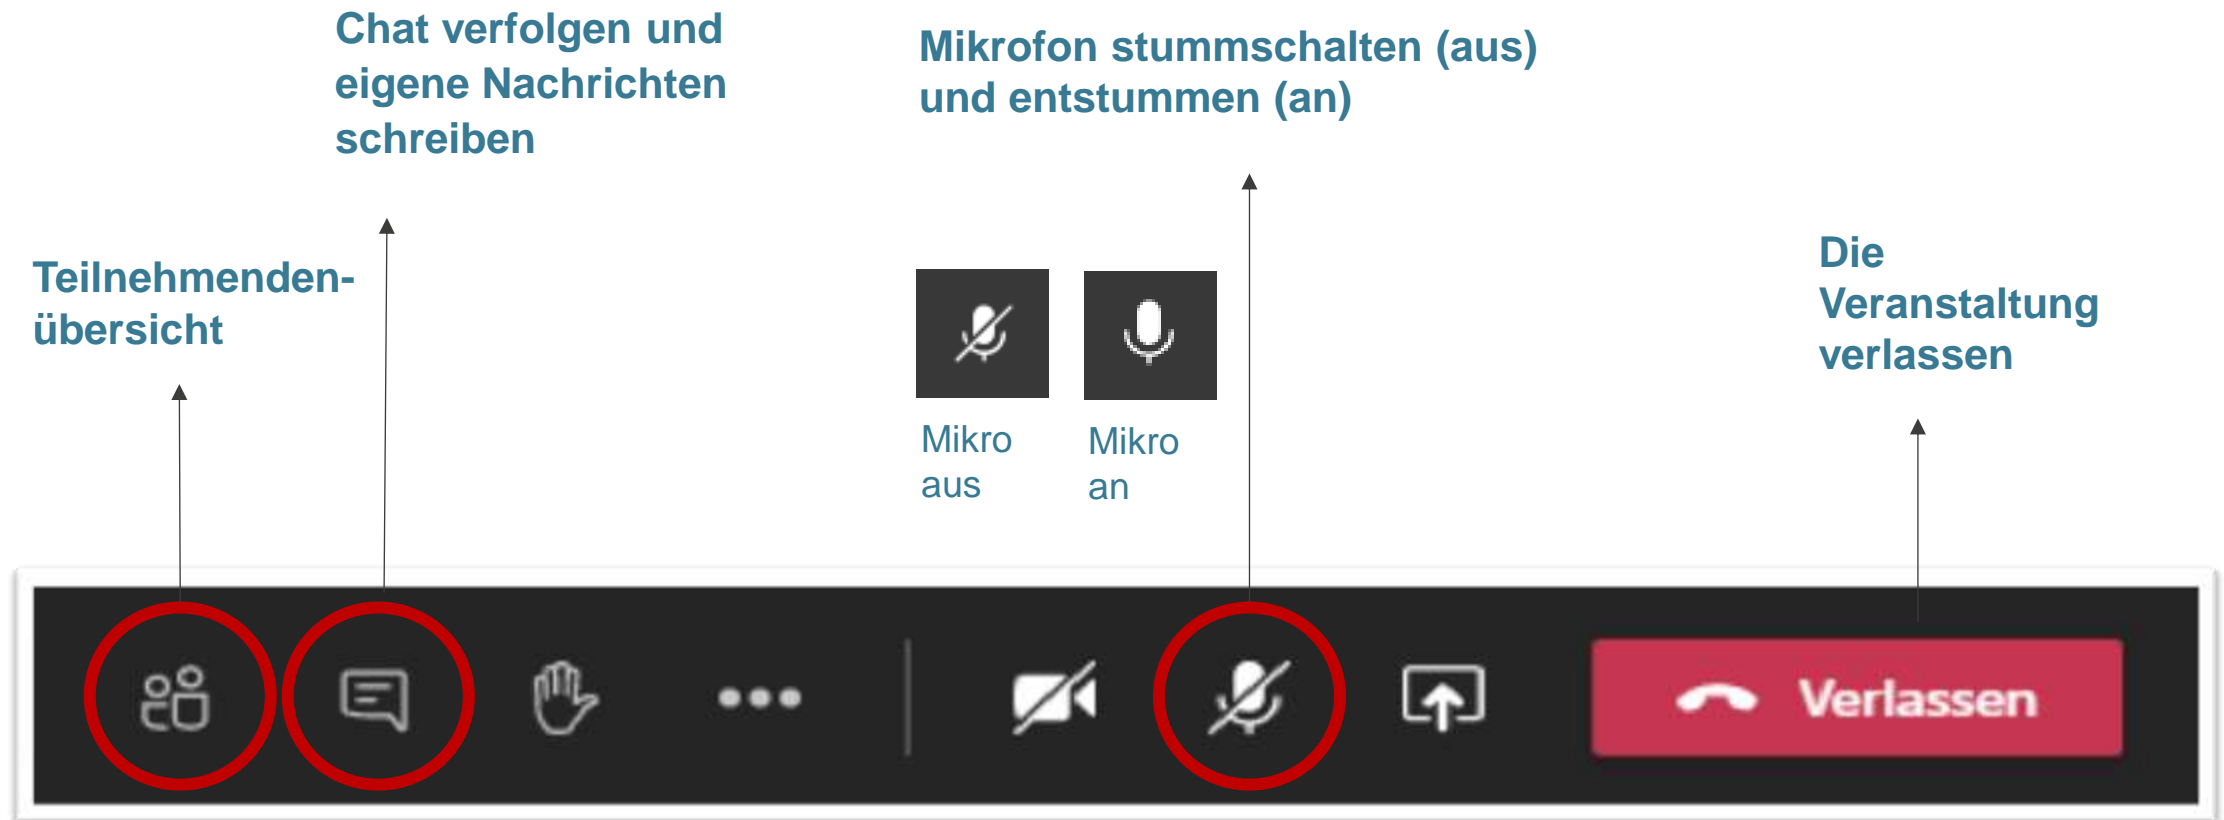 Chat verfolgen und
eigene Nachrichten
schreiben
Mikrofon stummschalten (aus)
und entstummen (an)
Teilnehmenden-
übersicht
Die
Veranstaltung
verlassen
Mikro
aus
Mikro
an
Verlassen